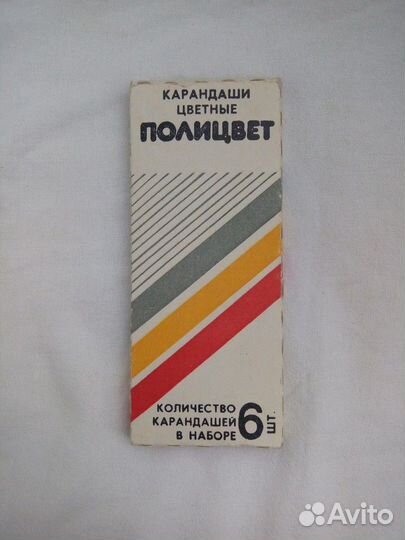 КАРАНДАШИ
ЦВЕТНЫЕ
ПОЛИЦВЕТ
КОЛИЧЕСТВО
КАРАНДАШЕЙ
В НАБОРЕ
6 ШТ.
Avito